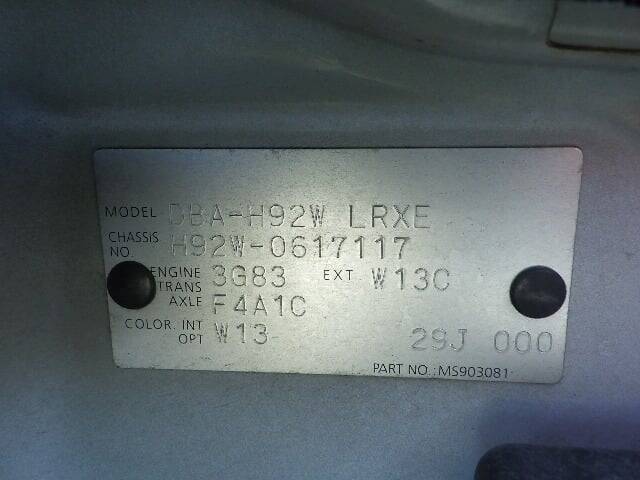 MODEL DBA-H92W LRXE
CHASSIS NO. H92W-0617117
ENGINE 3G83 EXT W13C
TRANS AXLE F4A1C
COLOR. INT OPT W13 29J 000
PART NO.:MS903081